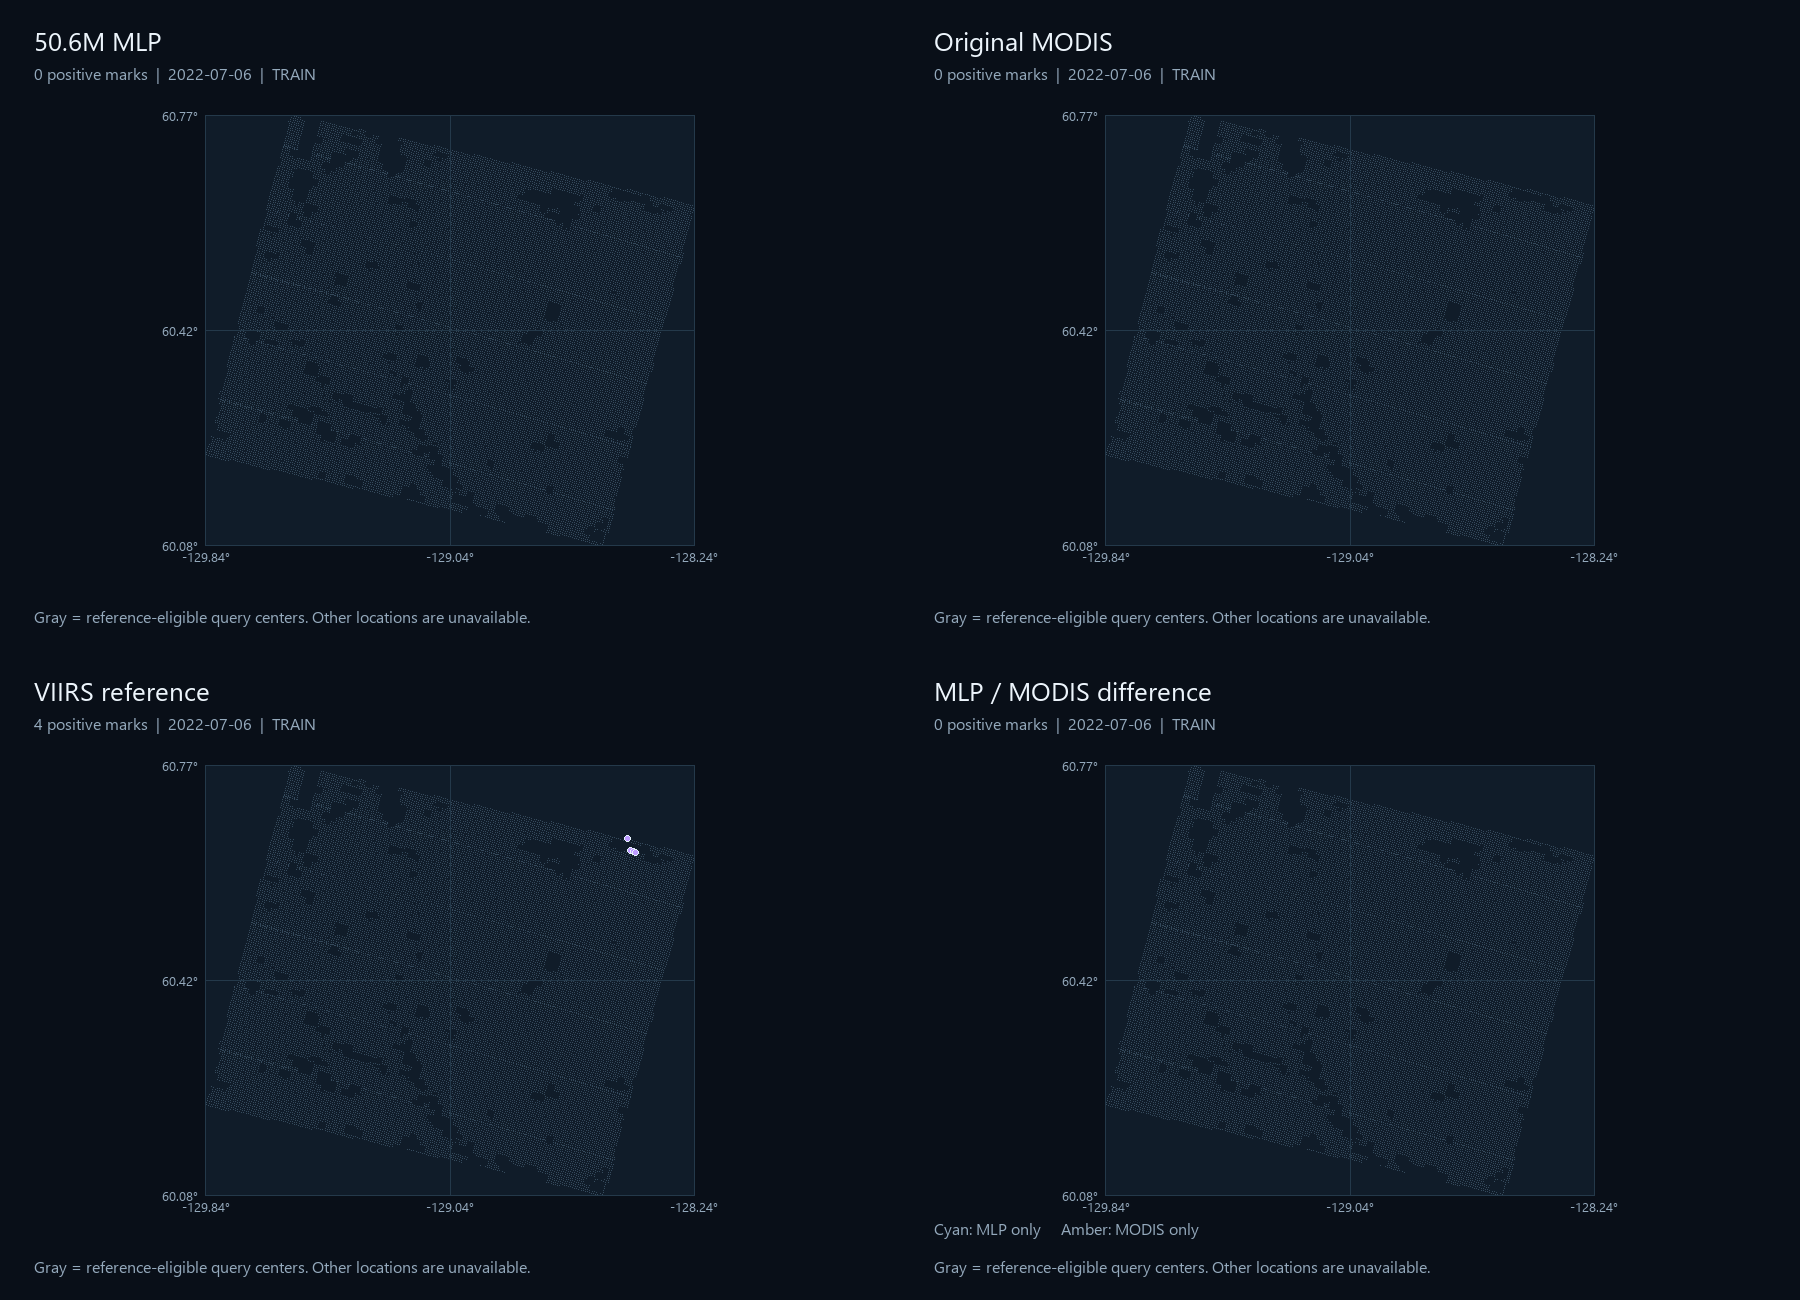 50.6M MLP
0 positive marks | 2022-07-06 | TRAIN
60.77°
60.42°
60.08°
-129.84°
-129.04°
-128.24°
Gray = reference-eligible query centers. Other locations are unavailable.
Original MODIS
0 positive marks | 2022-07-06 | TRAIN
60.77°
60.42°
60.08°
-129.84°
-129.04°
-128.24°
Gray = reference-eligible query centers. Other locations are unavailable.
VIIRS reference
4 positive marks | 2022-07-06 | TRAIN
60.77°
60.42°
60.08°
-129.84°
-129.04°
-128.24°
Gray = reference-eligible query centers. Other locations are unavailable.
MLP / MODIS difference
0 positive marks | 2022-07-06 | TRAIN
60.77°
60.42°
60.08°
-129.84°
-129.04°
-128.24°
Cyan: MLP only Amber: MODIS only
Gray = reference-eligible query centers. Other locations are unavailable.